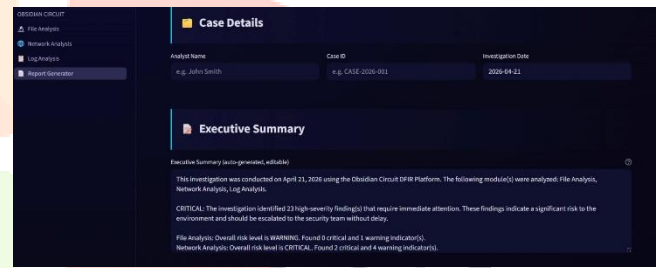 OBSIDIAN CIRCUIT
File Analysis
Network Analysis
Log Analysis
Report Generator
Case Details
Analyst Name
Case ID
Investigation Date
e.g. John Smith
e.g. CASE-2026-001
2026-04-21
Executive Summary
Executive Summary (auto-generated, editable)
This investigation was conducted on April 21, 2026 using the Obsidian Circuit DFIR Platform. The following module(s) were analyzed: File Analysis,
Network Analysis, Log Analysis.
CRITICAL: The investigation identified 23 high-severity finding(s) that require immediate attention. These findings indicate a significant risk to the
environment and should be escalated to the security team without delay.
File Analysis: Overall risk level is WARNING. Found 0 critical and 1 warning indicator(s).
Network Analysis: Overall risk level is CRITICAL. Found 2 critical and 4 warning indicator(s).